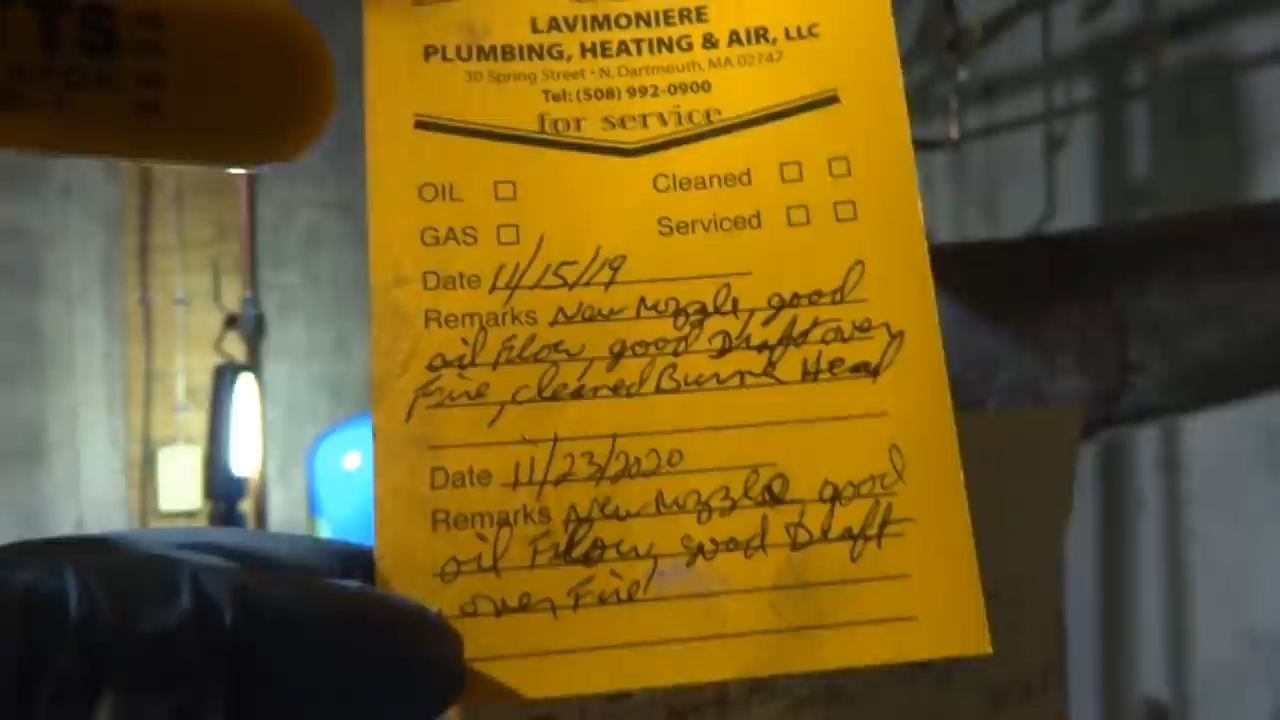 TTS
LAVIMONIERE
PLUMBING, HEATING & AIR, LLC
30 Spring Street • N. Dartmouth, MA 02747
Tel: (508) 992-0900
for service
OIL Cleaned
GAS Serviced
Date 11/15/19
Remarks New Nozzle, good
oil Flow, good Draft over
Fire, cleaned Burne Head
Date 11/23/2020
Remarks New Nozzle, good
oil Flow, good Draft
over Fire